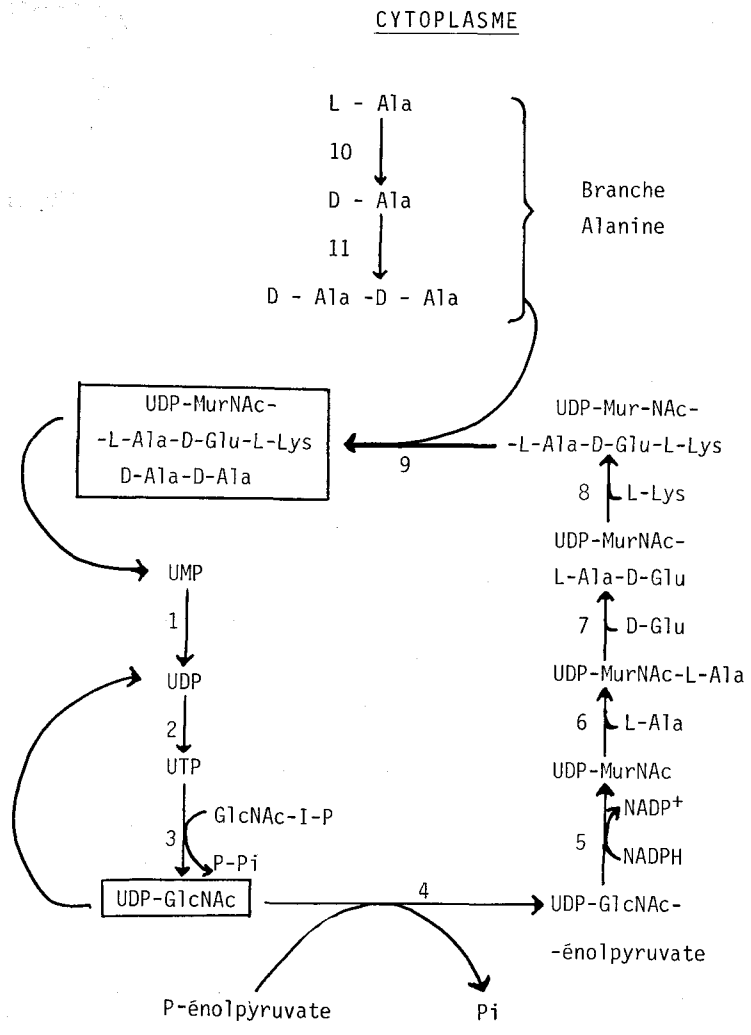 CYTOPLASME
L - Ala
10
D - Ala
11
D - Ala -D - Ala
Branche
Alanine
UDP-MurNAc-
-L-Ala-D-Glu-L-Lys
D-Ala-D-Ala
9
UDP-Mur-NAc-
-L-Ala-D-Glu-L-Lys
8
L-Lys
UDP-MurNAc-
L-Ala-D-Glu
7
D-Glu
UDP-MurNAc-L-Ala
6
L-Ala
UDP-MurNAc
NADP+
5
NADPH
UDP-GlcNAc-
-énolpyruvate
UMP
1
UDP
2
UTP
3
GlcNAc-I-P
P-Pi
UDP-GlcNAc
4
P-énolpyruvate
Pi